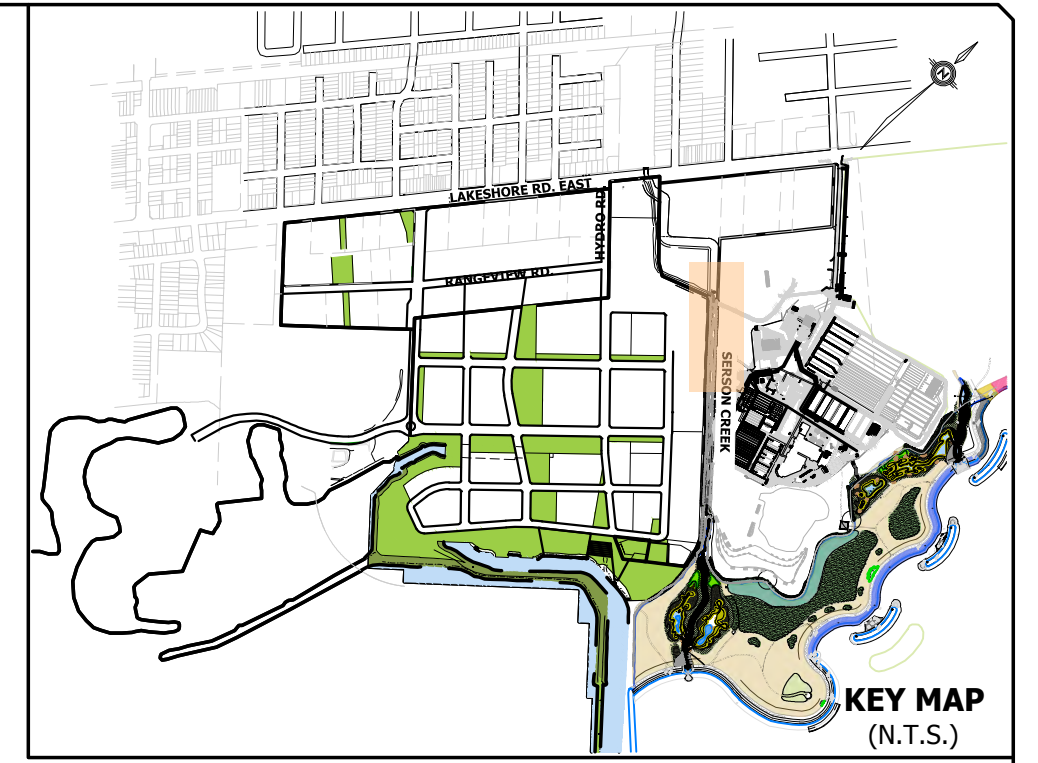 N
LAKESHORE RD. EAST
HYDRO RD.
RANGEVIEW RD.
SERSON CREEK
KEY MAP
(N.T.S.)